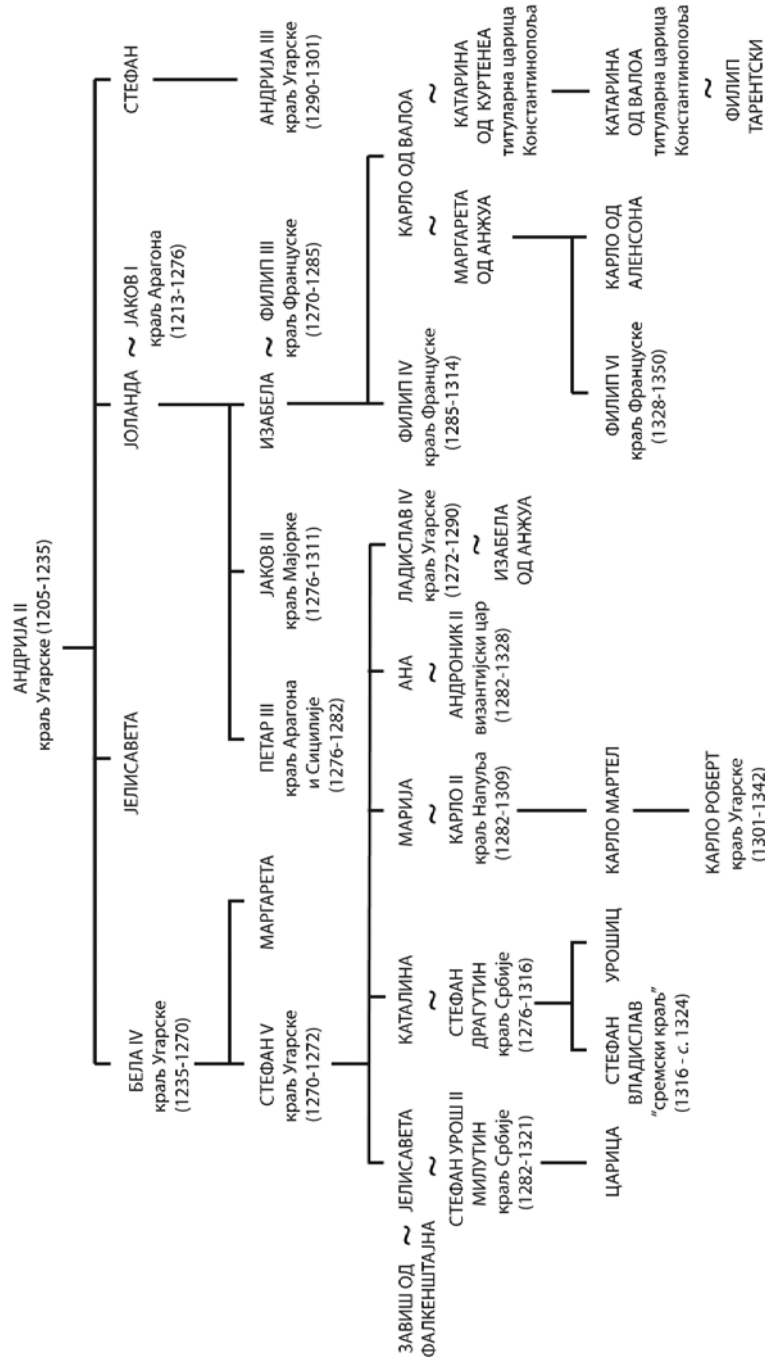 АНДРИЈА II
краљ Угарске (1205-1235)
БЕЛА IV
краљ Угарске
(1235-1270)
ЈЕЛИСАВЕТА
ЈОЛАНДА ~ ЈАКОВ I
краљ Арагона
(1213-1276)
СТЕФАН
СТЕФАН V
краљ Угарске
(1270-1272)
МАРГАРЕТА
ПЕТАР III
краљ Арагона
и Сицилије
(1276-1282)
ЈАКОВ II
краљ Мајорке
(1276-1311)
ИЗАБЕЛА ~ ФИЛИП III
краљ Француске
(1270-1285)
АНДРИЈА III
краљ Угарске
(1290-1301)
ЗАВИШ ОД ~ ЈЕЛИСАВЕТА
ФАЛКЕНШТАЈНА
~
СТЕФАН УРОШ II
МИЛУТИН
краљ Србије
(1282-1321)
КАТАЛИНА
~
СТЕФАН
ДРАГУТИН
краљ Србије
(1276-1316)
МАРИЈА
~
КАРЛО II
краљ Напуља
(1282-1309)
АНА
~
АНДРОНИК II
византијски цар
(1282-1328)
ЛАДИСЛАВ IV
краљ Угарске
(1272-1290)
~
ИЗАБЕЛА
ОД АНЖУА
ФИЛИП IV
краљ Француске
(1285-1314)
КАРЛО ОД ВАЛОА
~
МАРГАРЕТА
ОД АНЖУА
~
КАТАРИНА
ОД КУРТЕНЕА
титуларна царица
Константинопоља
ЦАРИЦА
СТЕФАН
ВЛАДИСЛАВ
"сремски краљ"
(1316 - с. 1324)
УРОШИЦ
КАРЛО МАРТЕЛ
ФИЛИП VI
краљ Француске
(1328-1350)
КАРЛО ОД
АЛЕНСОНА
КАТАРИНА
ОД ВАЛОА
титуларна царица
Константинопоља
~
ФИЛИП
ТАРЕНТСКИ
КАРЛО РОБЕРТ
краљ Угарске
(1301-1342)